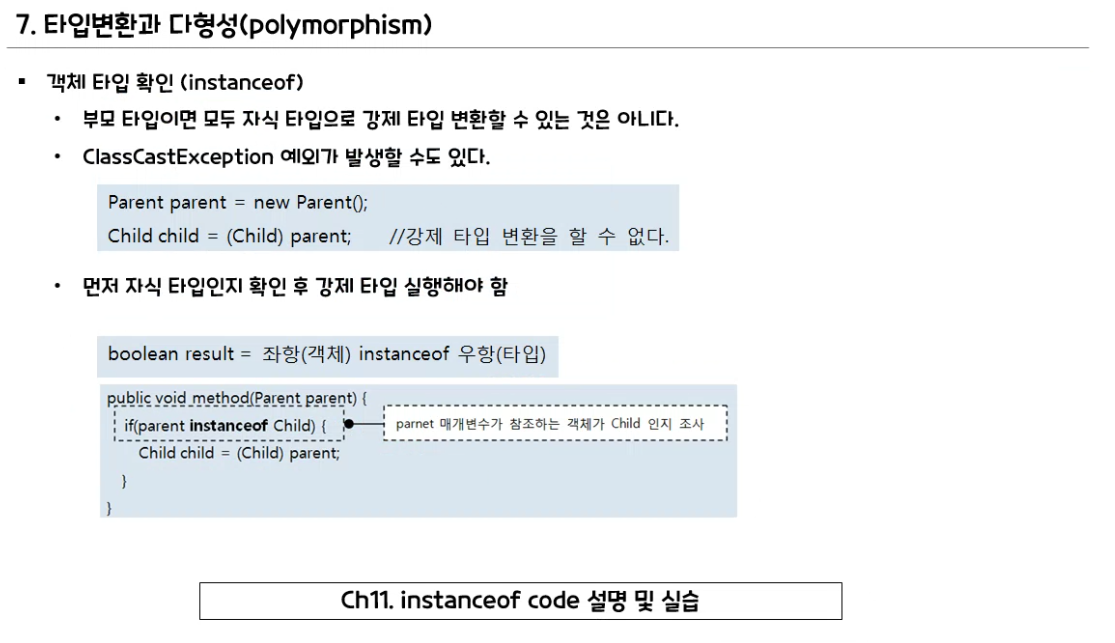 7. 타입변환과 다형성(polymorphism)
▪ 객체 타입 확인 (instanceof)
• 부모 타입이면 모두 자식 타입으로 강제 타입 변환할 수 있는 것은 아니다.
• ClassCastException 예외가 발생할 수도 있다.
Parent parent = new Parent();
Child child = (Child) parent; //강제 타입 변환을 할 수 없다.
• 먼저 자식 타입인지 확인 후 강제 타입 실행해야 함
boolean result = 좌항(객체) instanceof 우항(타입)
public void method(Parent parent) {
if(parent instanceof Child) {
parnet 매개변수가 참조하는 객체가 Child 인지 조사
Child child = (Child) parent;
}
}
Ch11. instanceof code 설명 및 실습